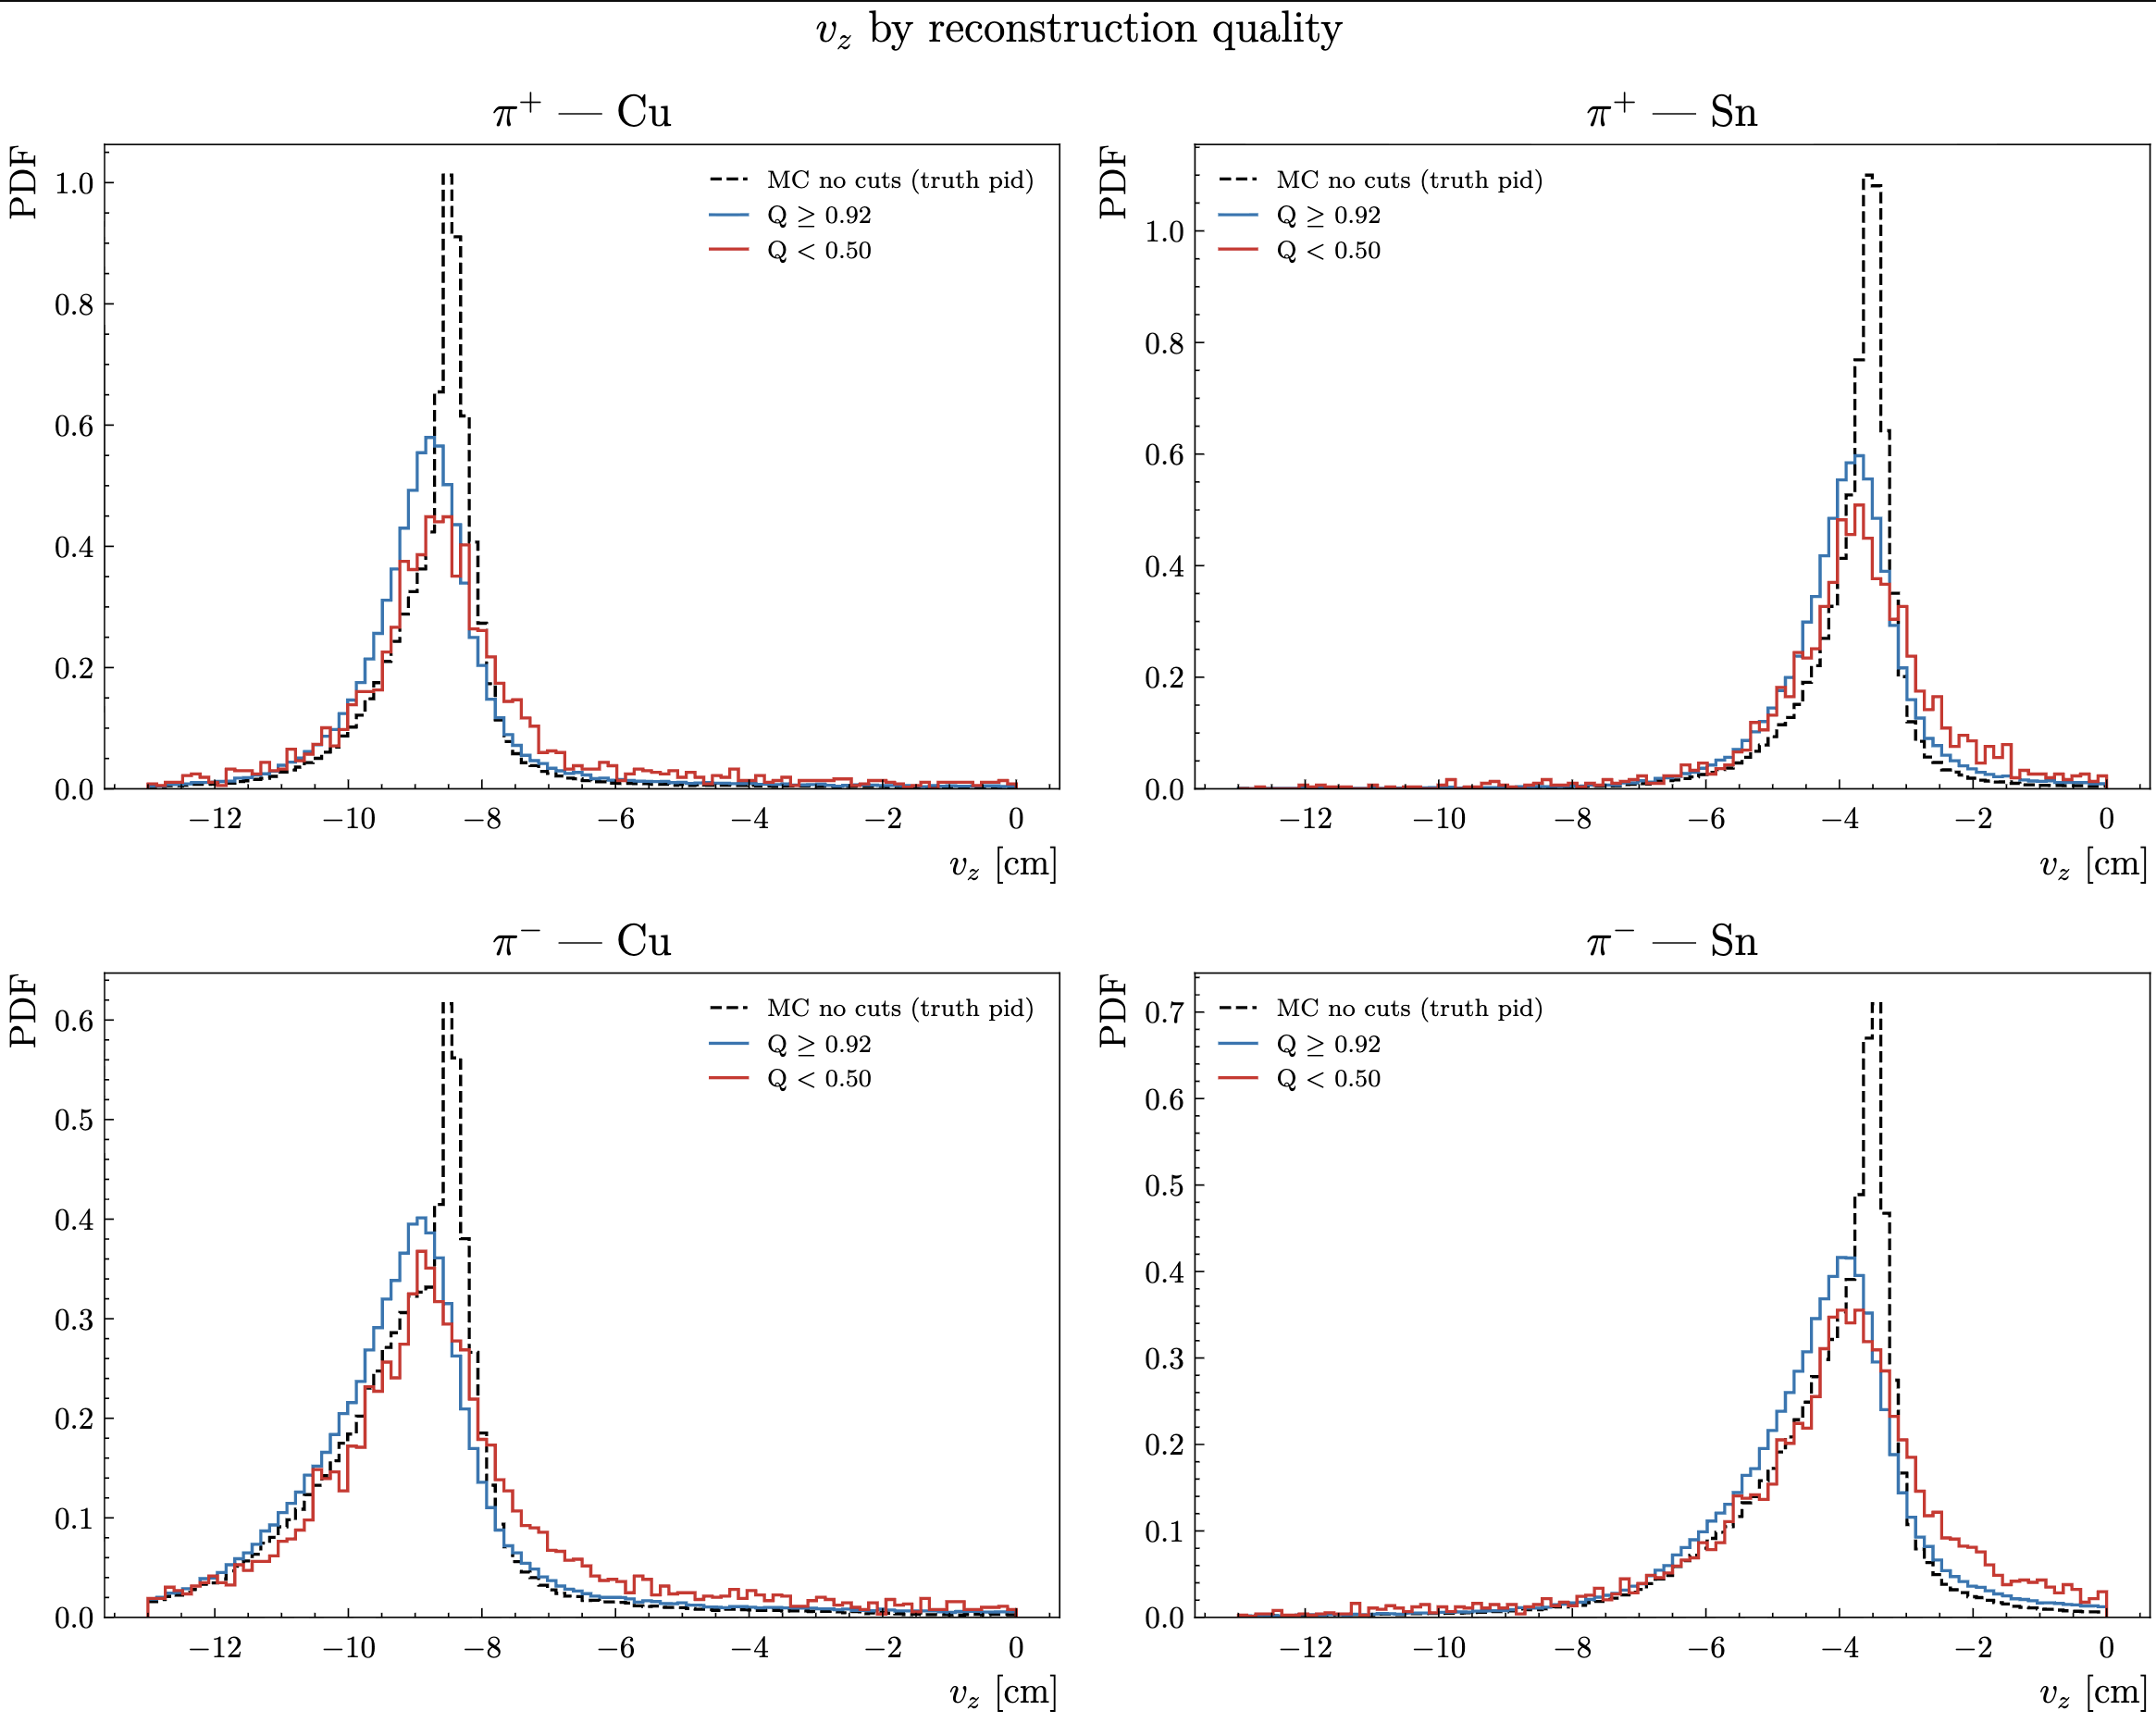 v_z by reconstruction quality
π⁺ — Cu
PDF
1.0
0.8
0.6
0.4
0.2
0.0
MC no cuts (truth pid)
Q ≥ 0.92
Q < 0.50
−12 −10 −8 −6 −4 −2 0
v_z [cm]
π⁺ — Sn
PDF
1.0
0.8
0.6
0.4
0.2
0.0
MC no cuts (truth pid)
Q ≥ 0.92
Q < 0.50
−12 −10 −8 −6 −4 −2 0
v_z [cm]
π⁻ — Cu
PDF
0.6
0.5
0.4
0.3
0.2
0.1
0.0
MC no cuts (truth pid)
Q ≥ 0.92
Q < 0.50
−12 −10 −8 −6 −4 −2 0
v_z [cm]
π⁻ — Sn
PDF
0.7
0.6
0.5
0.4
0.3
0.2
0.1
0.0
MC no cuts (truth pid)
Q ≥ 0.92
Q < 0.50
−12 −10 −8 −6 −4 −2 0
v_z [cm]